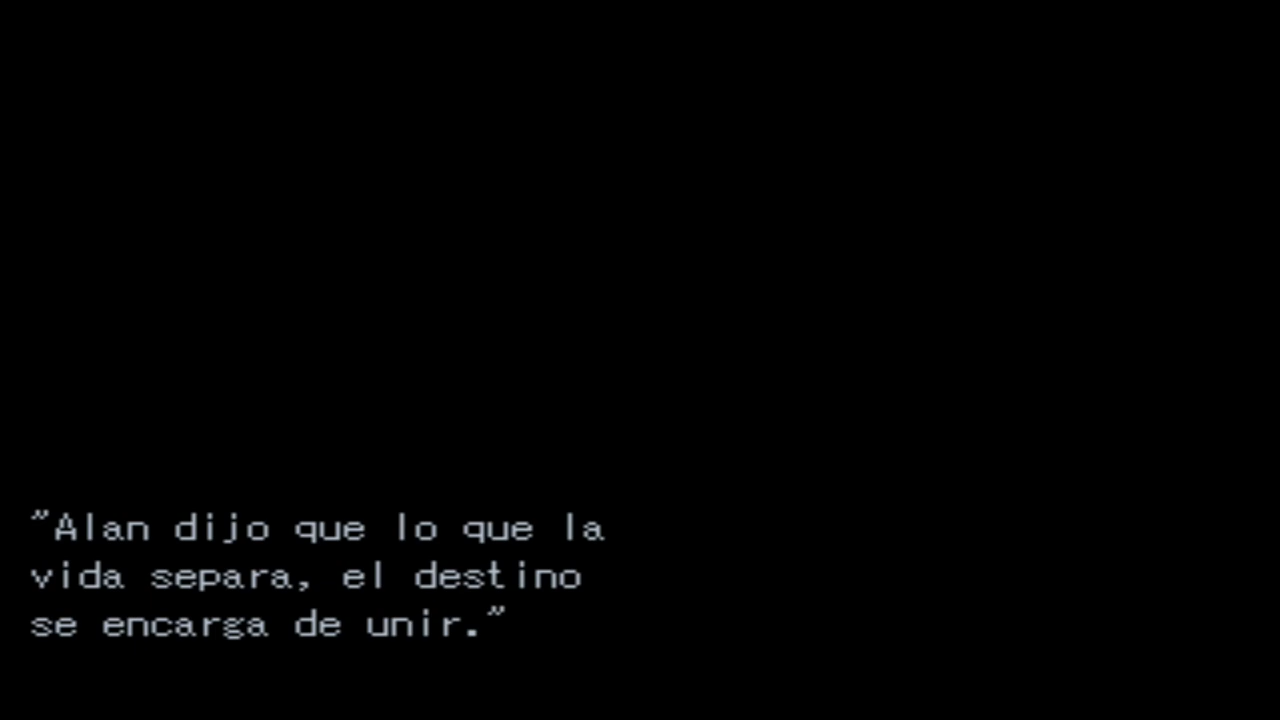 "Alan dijo que lo que la
vida separa, el destino
se encarga de unir."